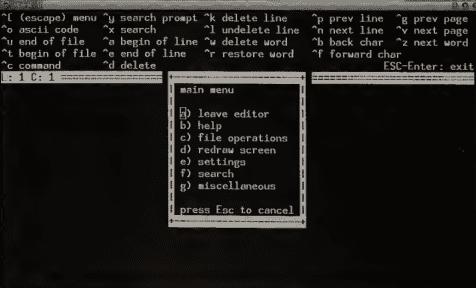 ^[ (escape) menu ^y search prompt ^k delete line ^p prev line ^g prev page
^o ascii code ^x search ^l undelete line ^n next line ^v next page
^u end of file ^a begin of line ^w delete word ^b back char ^z next word
^t begin of file ^e end of line ^r restore word ^f forward char
^c command ^d delete ESC-Enter: exit
L: 1 C: 1
main menu
a) leave editor
b) help
c) file operations
d) redraw screen
e) settings
f) search
g) miscellaneous
press Esc to cancel